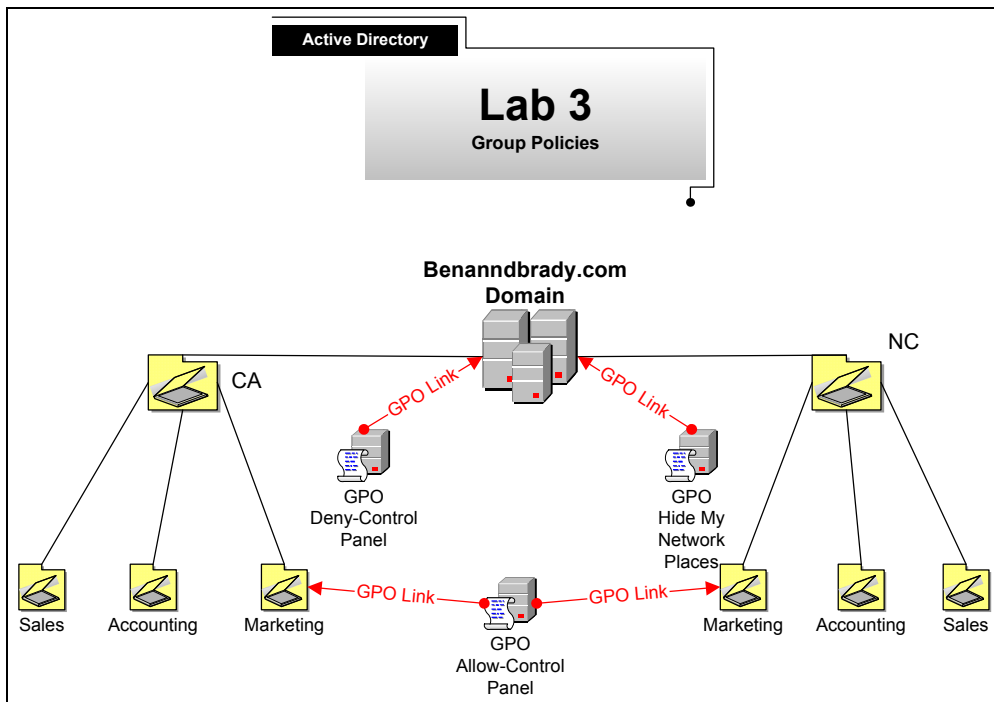 Active Directory
Lab 3
Group Policies
Benanndbrady.com
Domain
CA
NC
GPO Link
GPO Link
GPO
Deny-Control
Panel
GPO
Hide My
Network
Places
Sales
Accounting
Marketing
GPO Link
GPO Link
GPO
Allow-Control
Panel
Marketing
Accounting
Sales